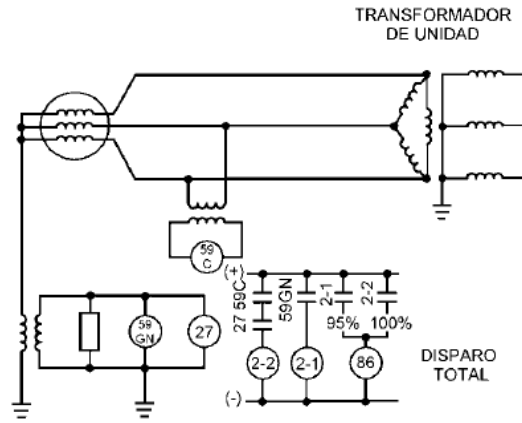 TRANSFORMADOR
DE UNIDAD
59
C
(+)
27 59C
59GN
2-1
2-2
95%
100%
59
GN
27
2-2
2-1
86
DISPARO
TOTAL
(-)